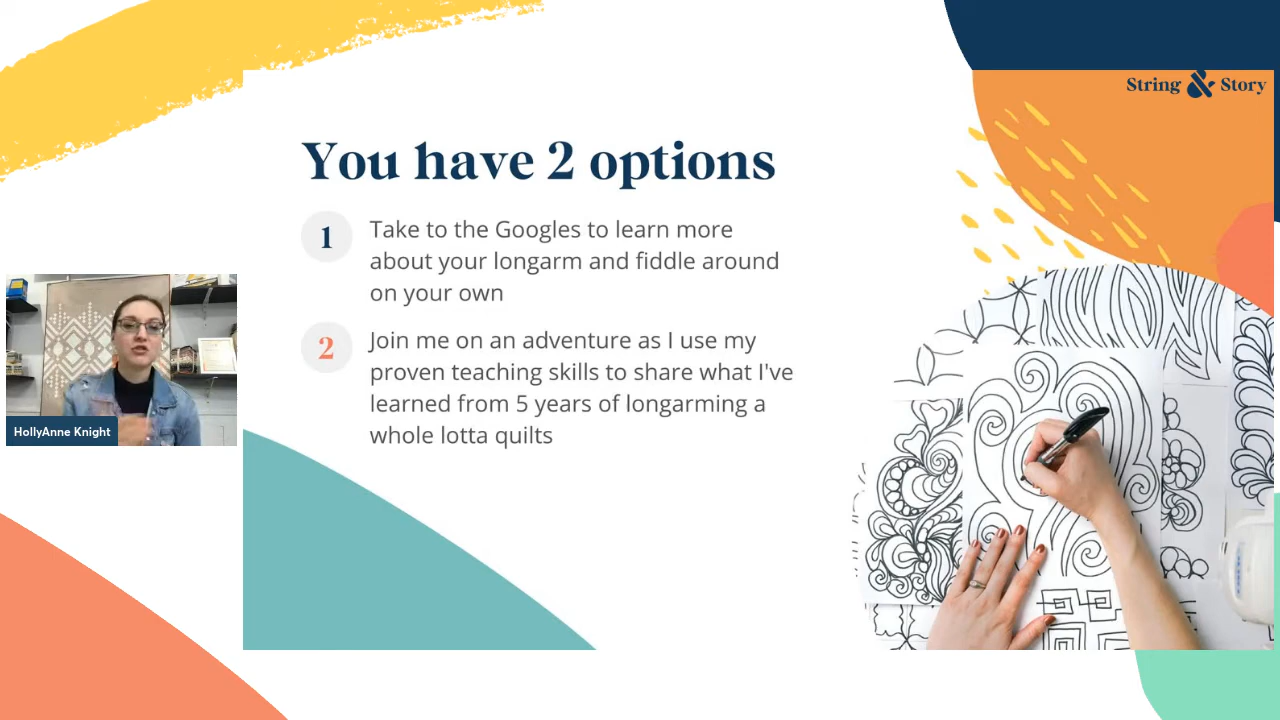 String & Story
You have 2 options
1
Take to the Googles to learn more
about your longarm and fiddle around
on your own
2
Join me on an adventure as I use my
proven teaching skills to share what I've
learned from 5 years of longarming a
whole lotta quilts
HollyAnne Knight